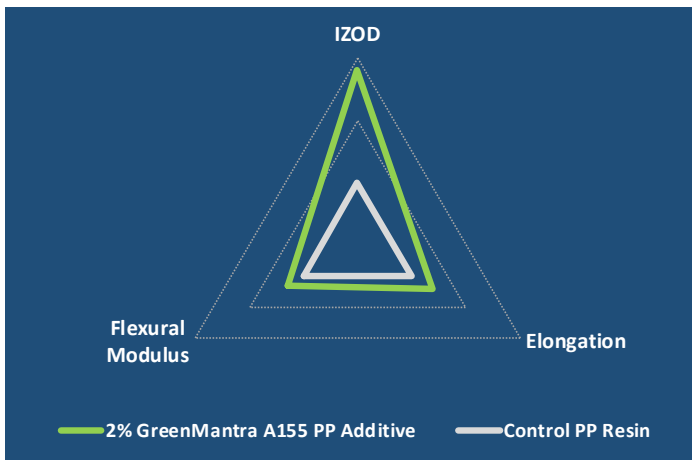 IZOD
Flexural
Modulus
Elongation
2% GreenMantra A155 PP Additive
Control PP Resin